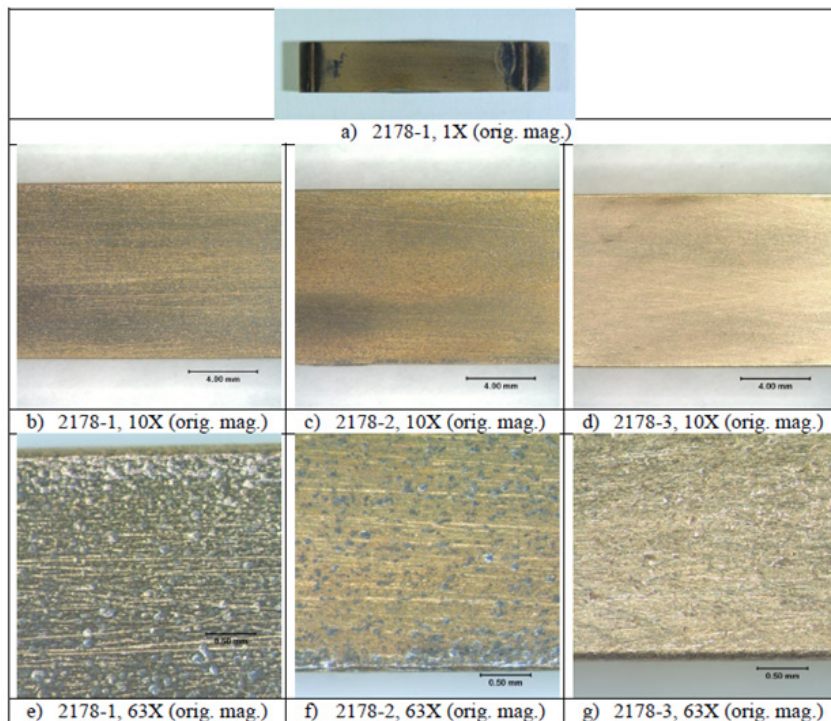 a) 2178-1, 1X (orig. mag.)
4.00 mm
4.00 mm
4.00 mm
b) 2178-1, 10X (orig. mag.)
c) 2178-2, 10X (orig. mag.)
d) 2178-3, 10X (orig. mag.)
0.50 mm
0.50 mm
0.50 mm
e) 2178-1, 63X (orig. mag.)
f) 2178-2, 63X (orig. mag.)
g) 2178-3, 63X (orig. mag.)